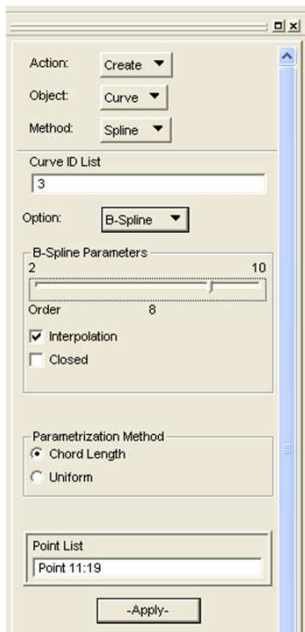 Action: Create
Object: Curve
Method: Spline
Curve ID List
3
Option: B-Spline
B-Spline Parameters
2 10
Order 8
Interpolation
Closed
Parametrization Method
Chord Length
Uniform
Point List
Point 11:19
-Apply-